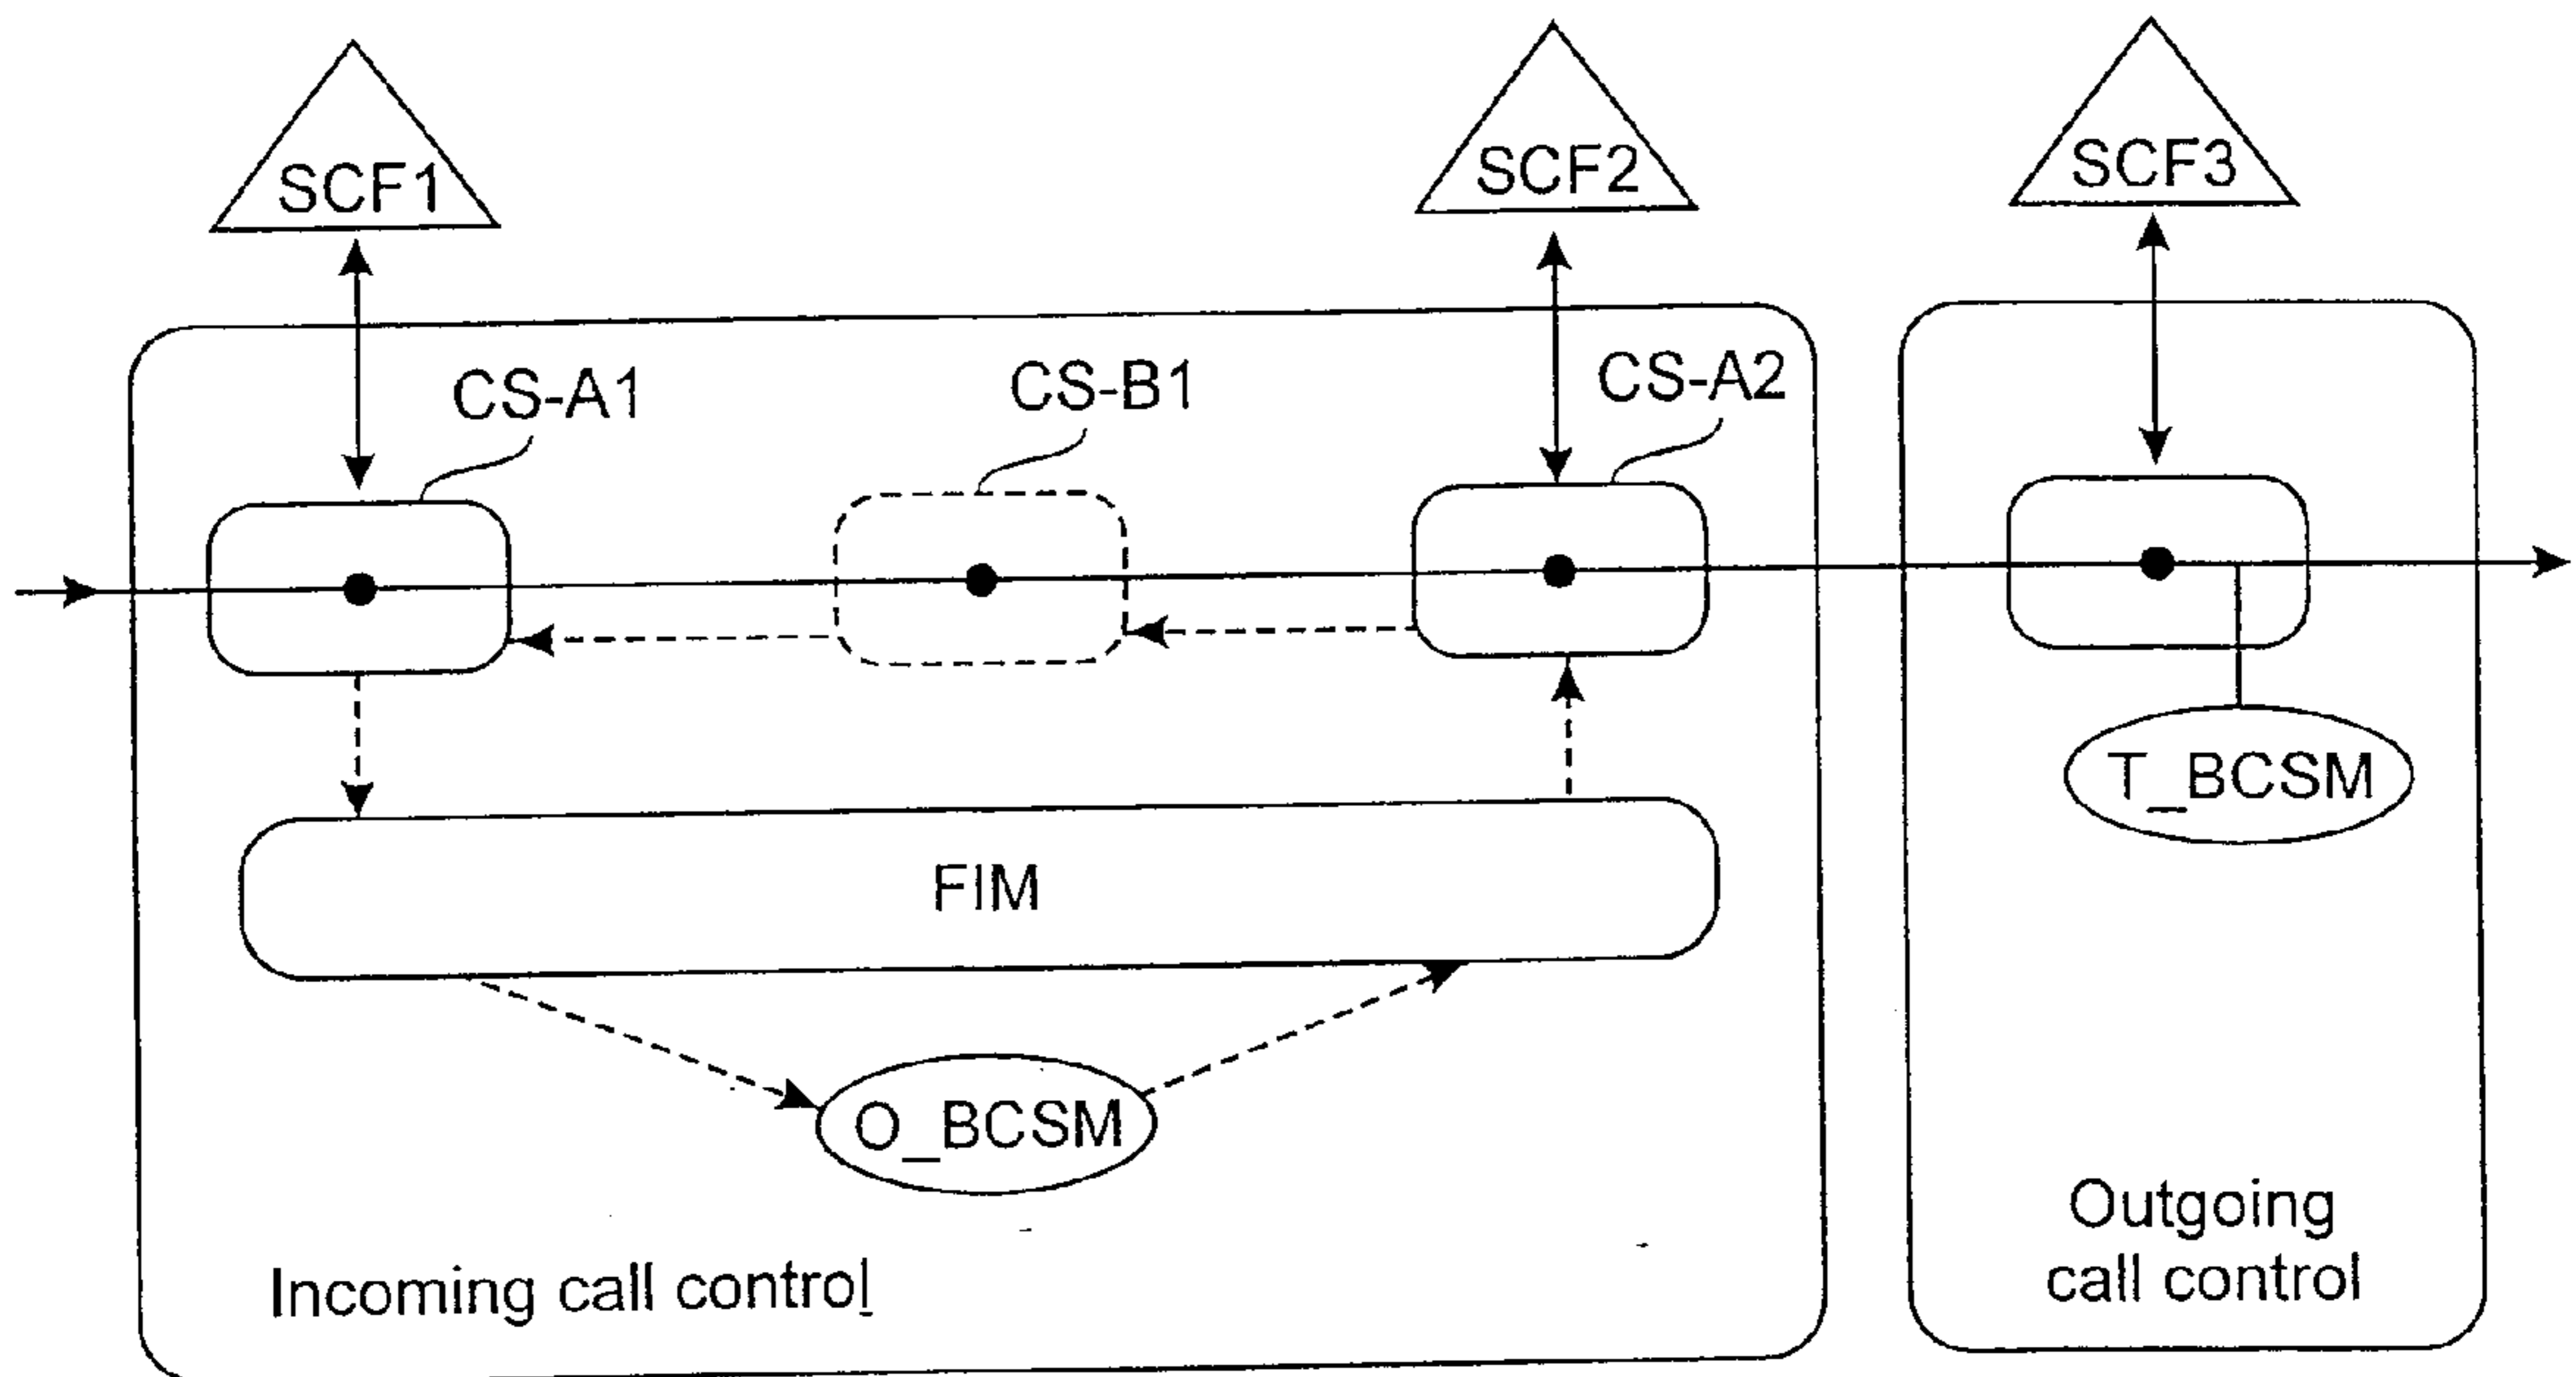 SCF1
SCF2
SCF3
CS-A1
CS-B1
CS-A2
T_BCSM
FIM
O_BCSM
Incoming call control
Outgoing
call control